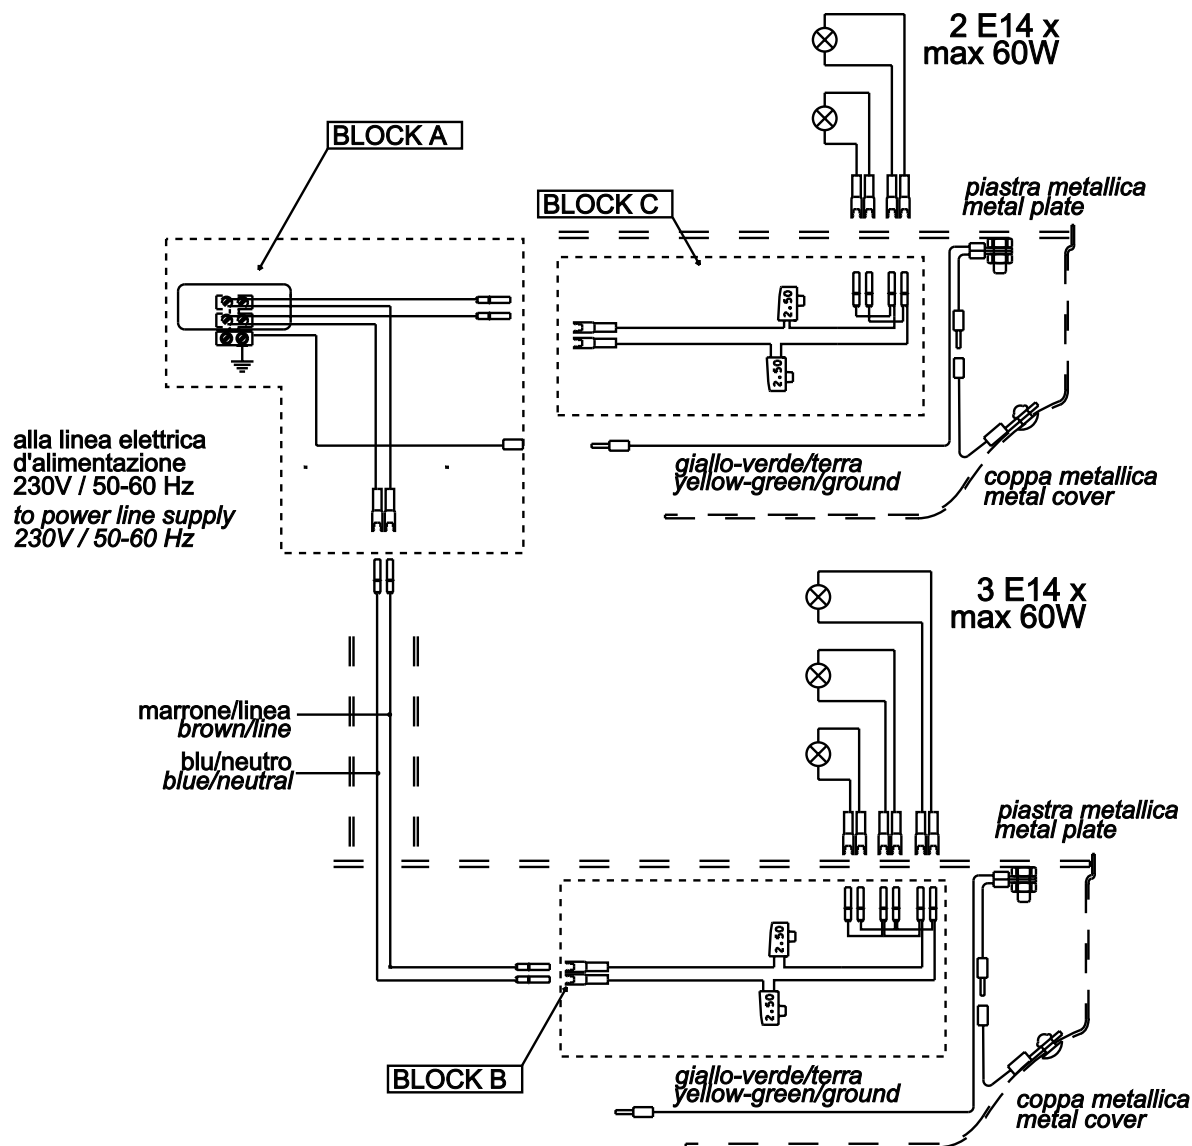 2 E14 x
max 60W
BLOCK A
BLOCK C
piastra metallica
metal plate
2.50
2.50
alla linea elettrica
d'alimentazione
230V / 50-60 Hz
to power line supply
230V / 50-60 Hz
giallo-verde/terra
yellow-green/ground
coppa metallica
metal cover
3 E14 x
max 60W
marrone/linea
brown/line
blu/neutro
blue/neutral
piastra metallica
metal plate
2.50
2.50
BLOCK B
giallo-verde/terra
yellow-green/ground
coppa metallica
metal cover